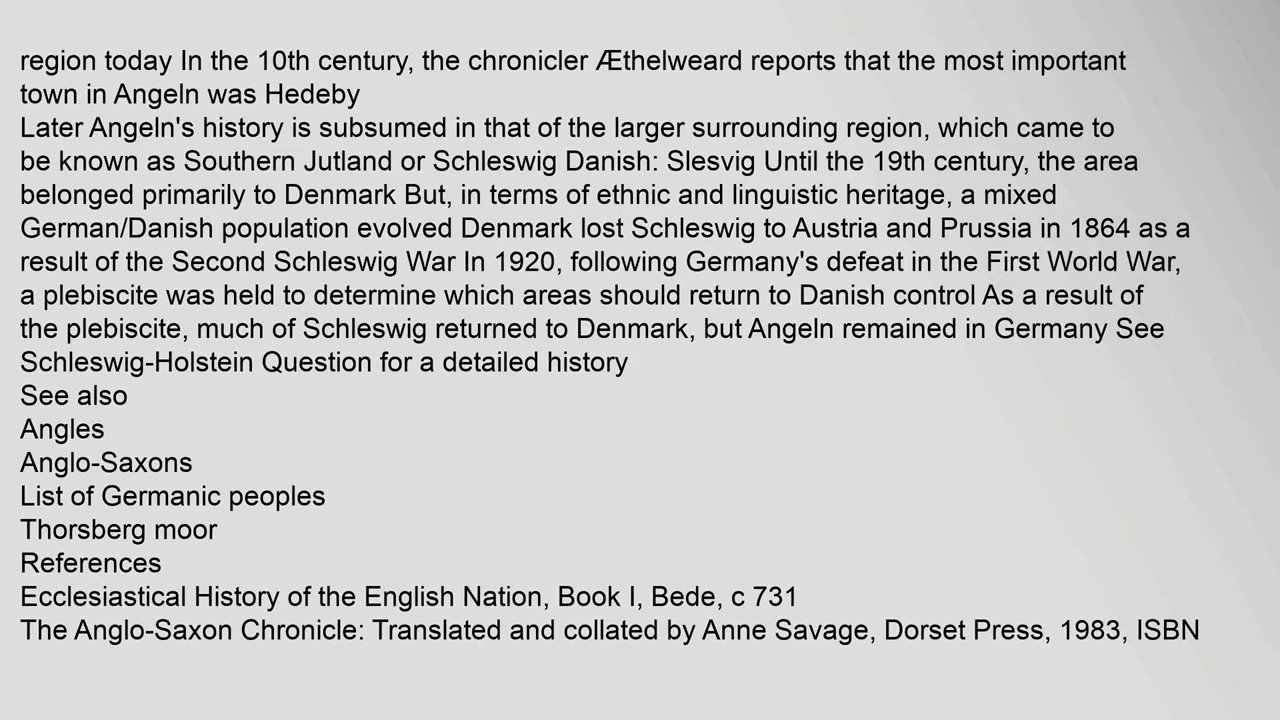 region today In the 10th century, the chronicler Æthelweard reports that the most important
town in Angeln was Hedeby
Later Angeln's history is subsumed in that of the larger surrounding region, which came to
be known as Southern Jutland or Schleswig Danish: Slesvig Until the 19th century, the area
belonged primarily to Denmark But, in terms of ethnic and linguistic heritage, a mixed
German/Danish population evolved Denmark lost Schleswig to Austria and Prussia in 1864 as a
result of the Second Schleswig War In 1920, following Germany's defeat in the First World War,
a plebiscite was held to determine which areas should return to Danish control As a result of
the plebiscite, much of Schleswig returned to Denmark, but Angeln remained in Germany See
Schleswig-Holstein Question for a detailed history
See also
Angles
Anglo-Saxons
List of Germanic peoples
Thorsberg moor
References
Ecclesiastical History of the English Nation, Book I, Bede, c 731
The Anglo-Saxon Chronicle: Translated and collated by Anne Savage, Dorset Press, 1983, ISBN